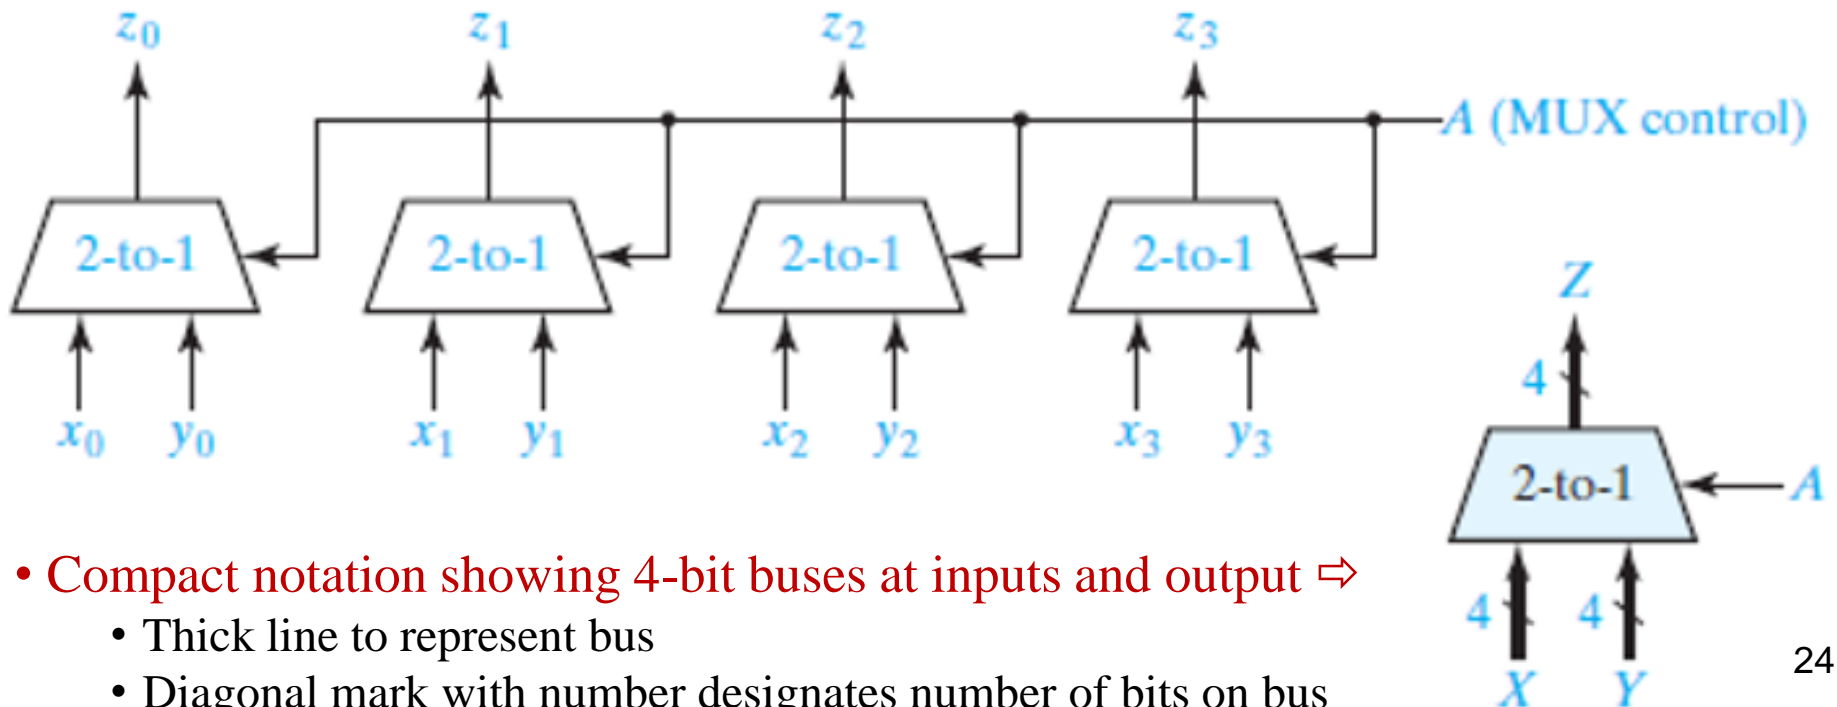 z0 z1 z2 z3
A (MUX control)
2-to-1 2-to-1 2-to-1 2-to-1
x0 y0 x1 y1 x2 y2 x3 y3
Z
4
2-to-1 A
4 4
X Y
• Compact notation showing 4-bit buses at inputs and output ⇨
• Thick line to represent bus
• Diagonal mark with number designates number of bits on bus
24